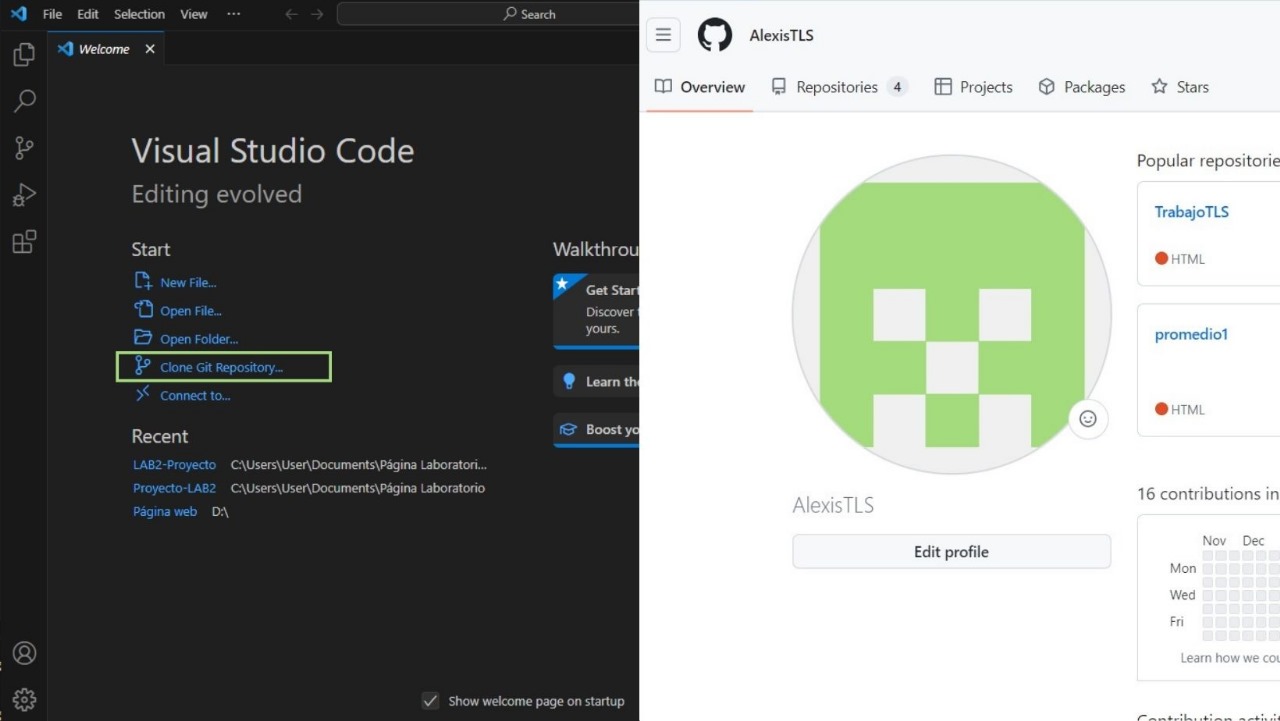 File Edit Selection View ··· Search
Welcome
Visual Studio Code
Editing evolved
Start
New File...
Open File...
Open Folder...
Clone Git Repository...
Connect to...
Recent
LAB2-Proyecto C:\Users\User\Documents\Página Laboratori...
Proyecto-LAB2 C:\Users\User\Documents\Página Laboratorio
Página web D:\
Walkthrou
Get Start
Discover
yours.
Learn the
Boost yo
Show welcome page on startup
AlexisTLS
Overview Repositories 4 Projects Packages Stars
AlexisTLS
Edit profile
Popular repositorie
TrabajoTLS
HTML
promedio1
HTML
16 contributions in
Nov Dec
Mon
Wed
Fri
Learn how we cou